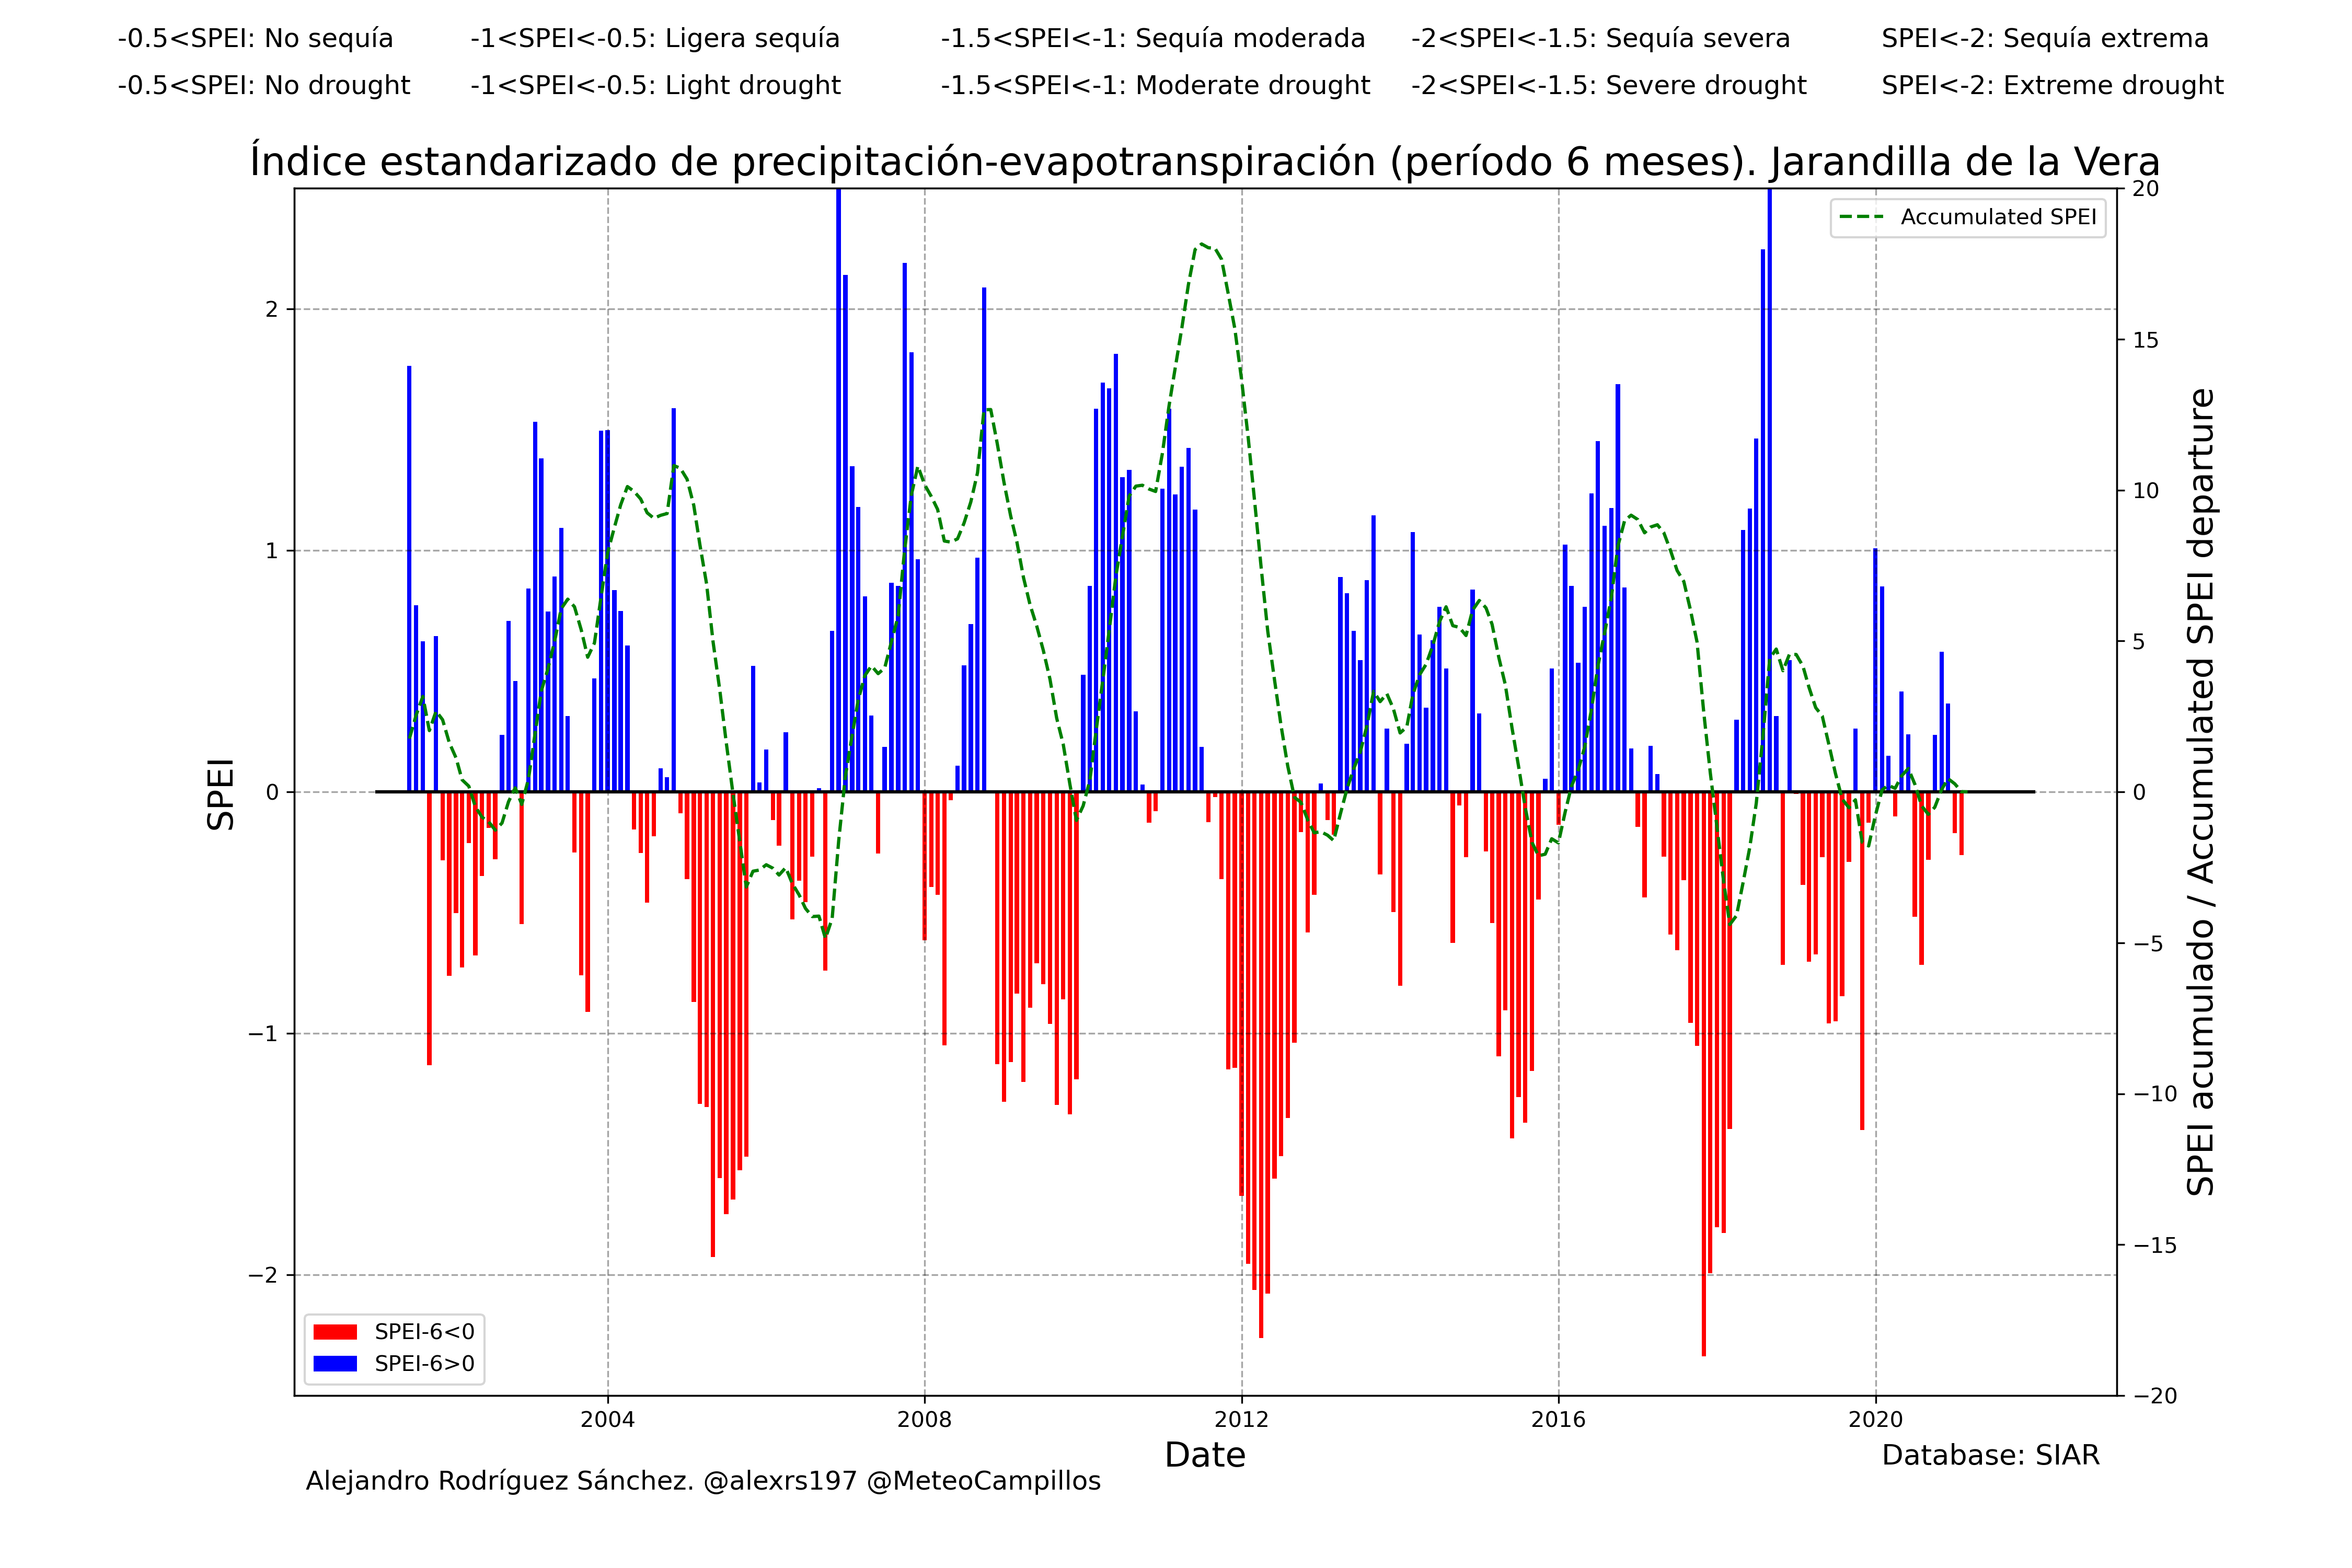 -0.5<SPEI: No sequía -1<SPEI<-0.5: Ligera sequía -1.5<SPEI<-1: Sequía moderada -2<SPEI<-1.5: Sequía severa SPEI<-2: Sequía extrema
-0.5<SPEI: No drought -1<SPEI<-0.5: Light drought -1.5<SPEI<-1: Moderate drought -2<SPEI<-1.5: Severe drought SPEI<-2: Extreme drought
Índice estandarizado de precipitación-evapotranspiración (período 6 meses). Jarandilla de la Vera
Accumulated SPEI
SPEI
2
1
0
−1
−2
20
15
10
5
0
−5
−10
−15
−20
SPEI acumulado / Accumulated SPEI departure
SPEI-6<0
SPEI-6>0
2004 2008 2012 2016 2020
Date
Database: SIAR
Alejandro Rodríguez Sánchez. @alexrs197 @MeteoCampillos